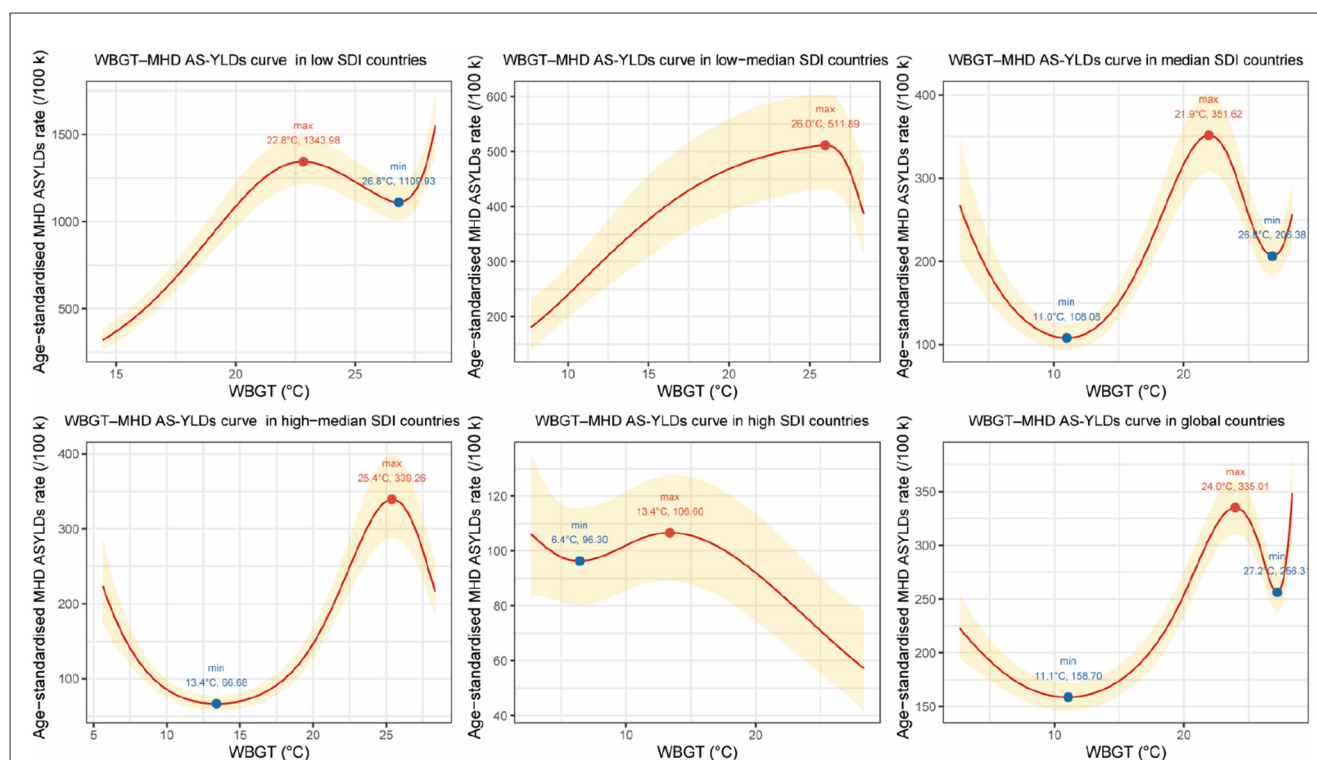 WBGT–MHD AS-YLDs curve in low SDI countries
Age–standardised MHD ASYLDs rate (/100 k)
1500
1000
500
max
22.8°C, 1343.98
min
26.8°C, 1109.93
15
20
25
WBGT (°C)
WBGT–MHD AS-YLDs curve in low–median SDI countries
Age–standardised MHD ASYLDs rate (/100 k)
600
500
400
300
200
max
26.0°C, 511.89
10
15
20
25
WBGT (°C)
WBGT–MHD AS-YLDs curve in median SDI countries
Age–standardised MHD ASYLDs rate (/100 k)
400
300
200
100
max
21.9°C, 351.62
min
26.8°C, 206.38
min
11.0°C, 108.08
10
20
WBGT (°C)
WBGT–MHD AS-YLDs curve in high–median SDI countries
Age–standardised MHD ASYLDs rate (/100 k)
400
300
200
100
max
25.4°C, 339.26
min
13.4°C, 66.68
5
10
15
20
25
WBGT (°C)
WBGT–MHD AS-YLDs curve in high SDI countries
Age–standardised MHD ASYLDs rate (/100 k)
120
100
80
60
40
min
6.4°C, 96.30
max
13.4°C, 106.60
10
20
WBGT (°C)
WBGT–MHD AS-YLDs curve in global countries
Age–standardised MHD ASYLDs rate (/100 k)
350
300
250
200
150
max
24.0°C, 335.01
min
27.2°C, 256.31
min
11.1°C, 158.70
10
20
WBGT (°C)